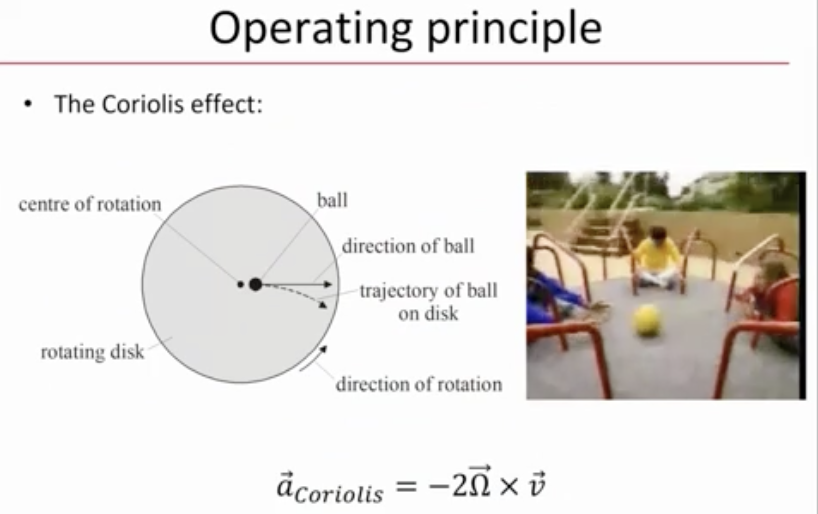 Operating principle
• The Coriolis effect:
centre of rotation
ball
direction of ball
trajectory of ball
on disk
rotating disk
direction of rotation
a⃗Coriolis = −2Ω⃗ × v⃗